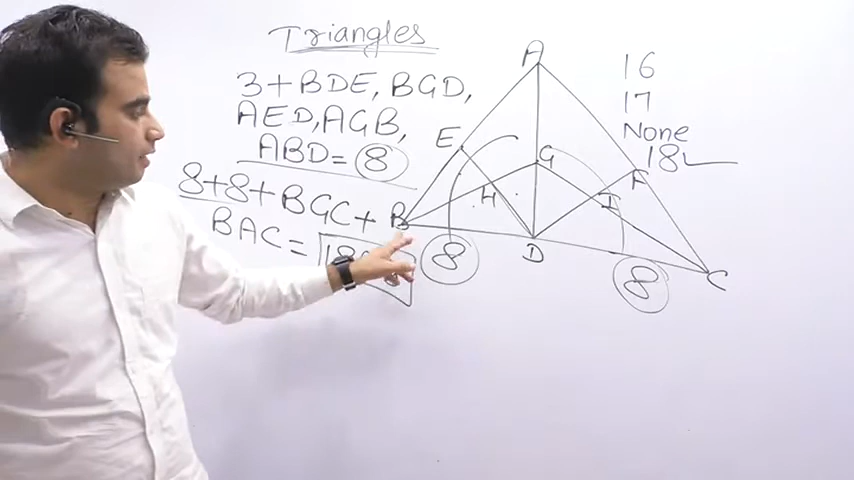 Triangles
3+BDE, BGD,
AED, AGB,
ABD = 8
8+8+BGC+
BAC = 18
16
17
None
18
A
E
G
F
H
I
B
D
C
8
8